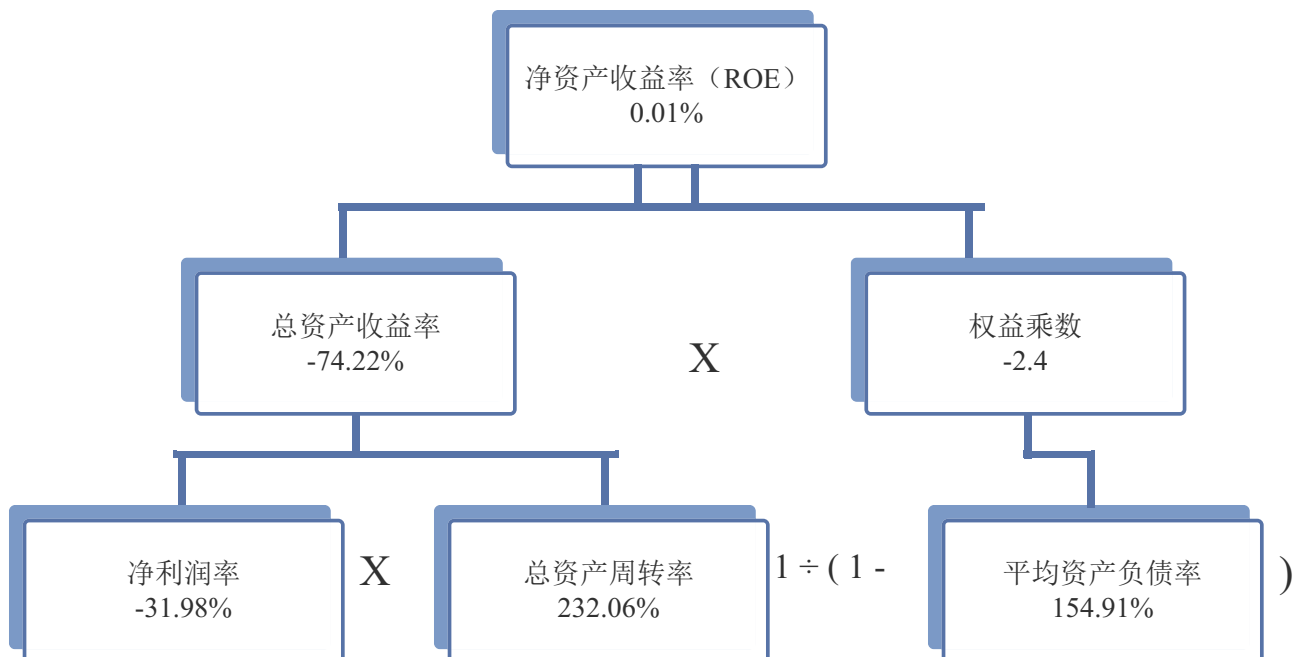 净资产收益率（ROE）
0.01%
总资产收益率
-74.22%
X
权益乘数
-2.4
净利润率
-31.98%
X
总资产周转率
232.06%
1 ÷ ( 1 -
平均资产负债率
154.91%
)